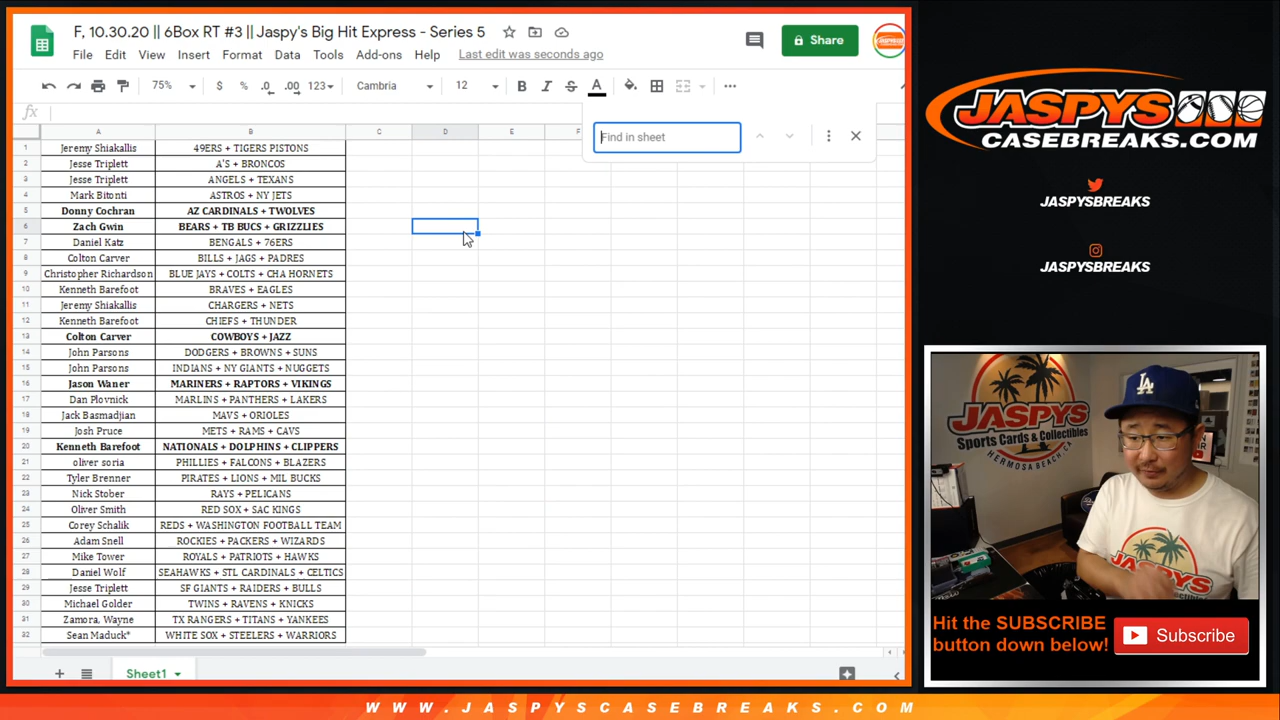 F, 10.30.20 || 6Box RT #3 || Jaspy's Big Hit Express - Series 5
File Edit View Insert Format Data Tools Add-ons Help Last edit was seconds ago
Share
75% $ % .0 .00 123 Cambria 12 B I S A
fx
Find in sheet
A B C D E F
1 Jeremy Shiakallis 49ERS + TIGERS PISTONS
2 Jesse Triplett A'S + BRONCOS
3 Jesse Triplett ANGELS + TEXANS
4 Mark Bitonti ASTROS + NY JETS
5 Donny Cochran AZ CARDINALS + TWOLVES
6 Zach Gwin BEARS + TB BUCS + GRIZZLIES
7 Daniel Katz BENGALS + 76ERS
8 Colton Carver BILLS + JAGS + PADRES
9 Christopher Richardson BLUE JAYS + COLTS + CHA HORNETS
10 Kenneth Barefoot BRAVES + EAGLES
11 Jeremy Shiakallis CHARGERS + NETS
12 Kenneth Barefoot CHIEFS + THUNDER
13 Colton Carver COWBOYS + JAZZ
14 John Parsons DODGERS + BROWNS + SUNS
15 John Parsons INDIANS + NY GIANTS + NUGGETS
16 Jason Waner MARINERS + RAPTORS + VIKINGS
17 Dan Plovnick MARLINS + PANTHERS + LAKERS
18 Jack Basmadjian MAVS + ORIOLES
19 Josh Pruce METS + RAMS + CAVS
20 Kenneth Barefoot NATIONALS + DOLPHINS + CLIPPERS
21 oliver soria PHILLIES + FALCONS + BLAZERS
22 Tyler Brenner PIRATES + LIONS + MIL BUCKS
23 Nick Stober RAYS + PELICANS
24 Oliver Smith RED SOX + SAC KINGS
25 Corey Schalik REDS + WASHINGTON FOOTBALL TEAM
26 Adam Snell ROCKIES + PACKERS + WIZARDS
27 Mike Tower ROYALS + PATRIOTS + HAWKS
28 Daniel Wolf SEAHAWKS + STL CARDINALS + CELTICS
29 Jesse Triplett SF GIANTS + RAIDERS + BULLS
30 Michael Golder TWINS + RAVENS + KNICKS
31 Zamora, Wayne TX RANGERS + TITANS + YANKEES
32 Sean Maduck* WHITE SOX + STEELERS + WARRIORS
Sheet1
JASPYS
CASEBREAKS.COM
JASPYSBREAKS
JASPYSBREAKS
JASPYS
Sports Cards & Collectibles
HERMOSA BEACH, CA
LA
JASPYS
Hit the SUBSCRIBE
button down below!
Subscribe
WWW.JASPYSCASEBREAKS.COM